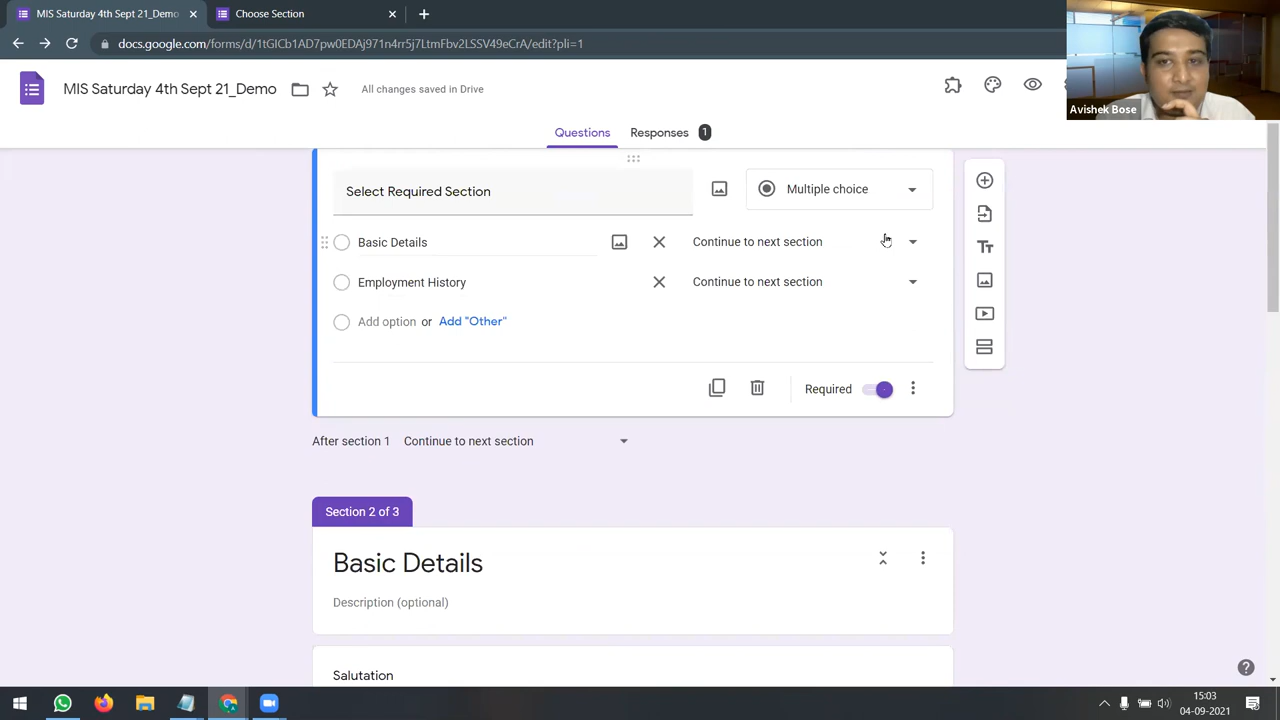 MIS Saturday 4th Sept 21_Demo
Choose Section
docs.google.com/forms/d/1tGICb1AD7pw0EDAj971n4rr5j7LtmFbv2LSSV49eCrA/edit?pli=1
MIS Saturday 4th Sept 21_Demo
All changes saved in Drive
Avishek Bose
Questions
Responses
1
Select Required Section
Multiple choice
Basic Details
Continue to next section
Employment History
Continue to next section
Add option or Add "Other"
Required
After section 1 Continue to next section
Section 2 of 3
Basic Details
Description (optional)
Salutation
15:03
04-09-2021